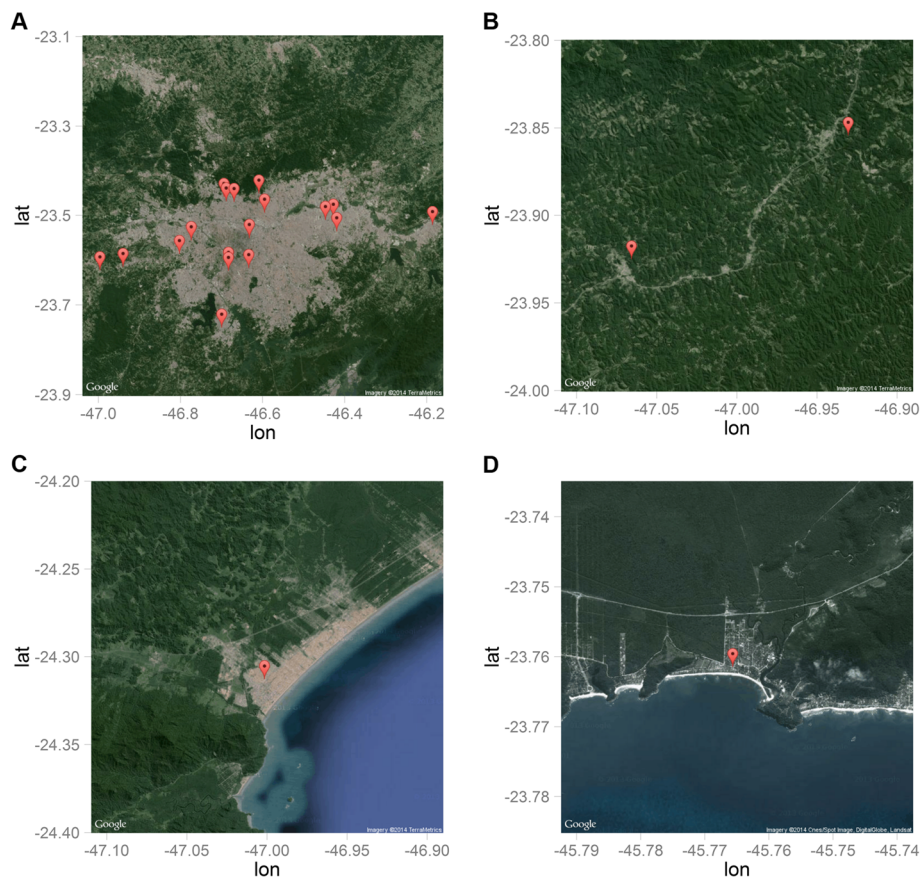 A
-23.1
-23.3
-23.5
-23.7
-23.9
lat
Google
Imagery ©2014 TerraMetrics
-47.0
-46.8
-46.6
-46.4
-46.2
lon
B
-23.80
-23.85
-23.90
-23.95
-24.00
lat
Google
Imagery ©2014 TerraMetrics
-47.10
-47.05
-47.00
-46.95
-46.90
lon
C
-24.20
-24.25
-24.30
-24.35
-24.40
lat
Google
Imagery ©2014 TerraMetrics
-47.10
-47.05
-47.00
-46.95
-46.90
lon
D
-23.74
-23.75
-23.76
-23.77
-23.78
lat
Google
Imagery ©2014 Cnes/Spot Image, DigitalGlobe, Landsat
-45.79
-45.78
-45.77
-45.76
-45.75
-45.74
lon